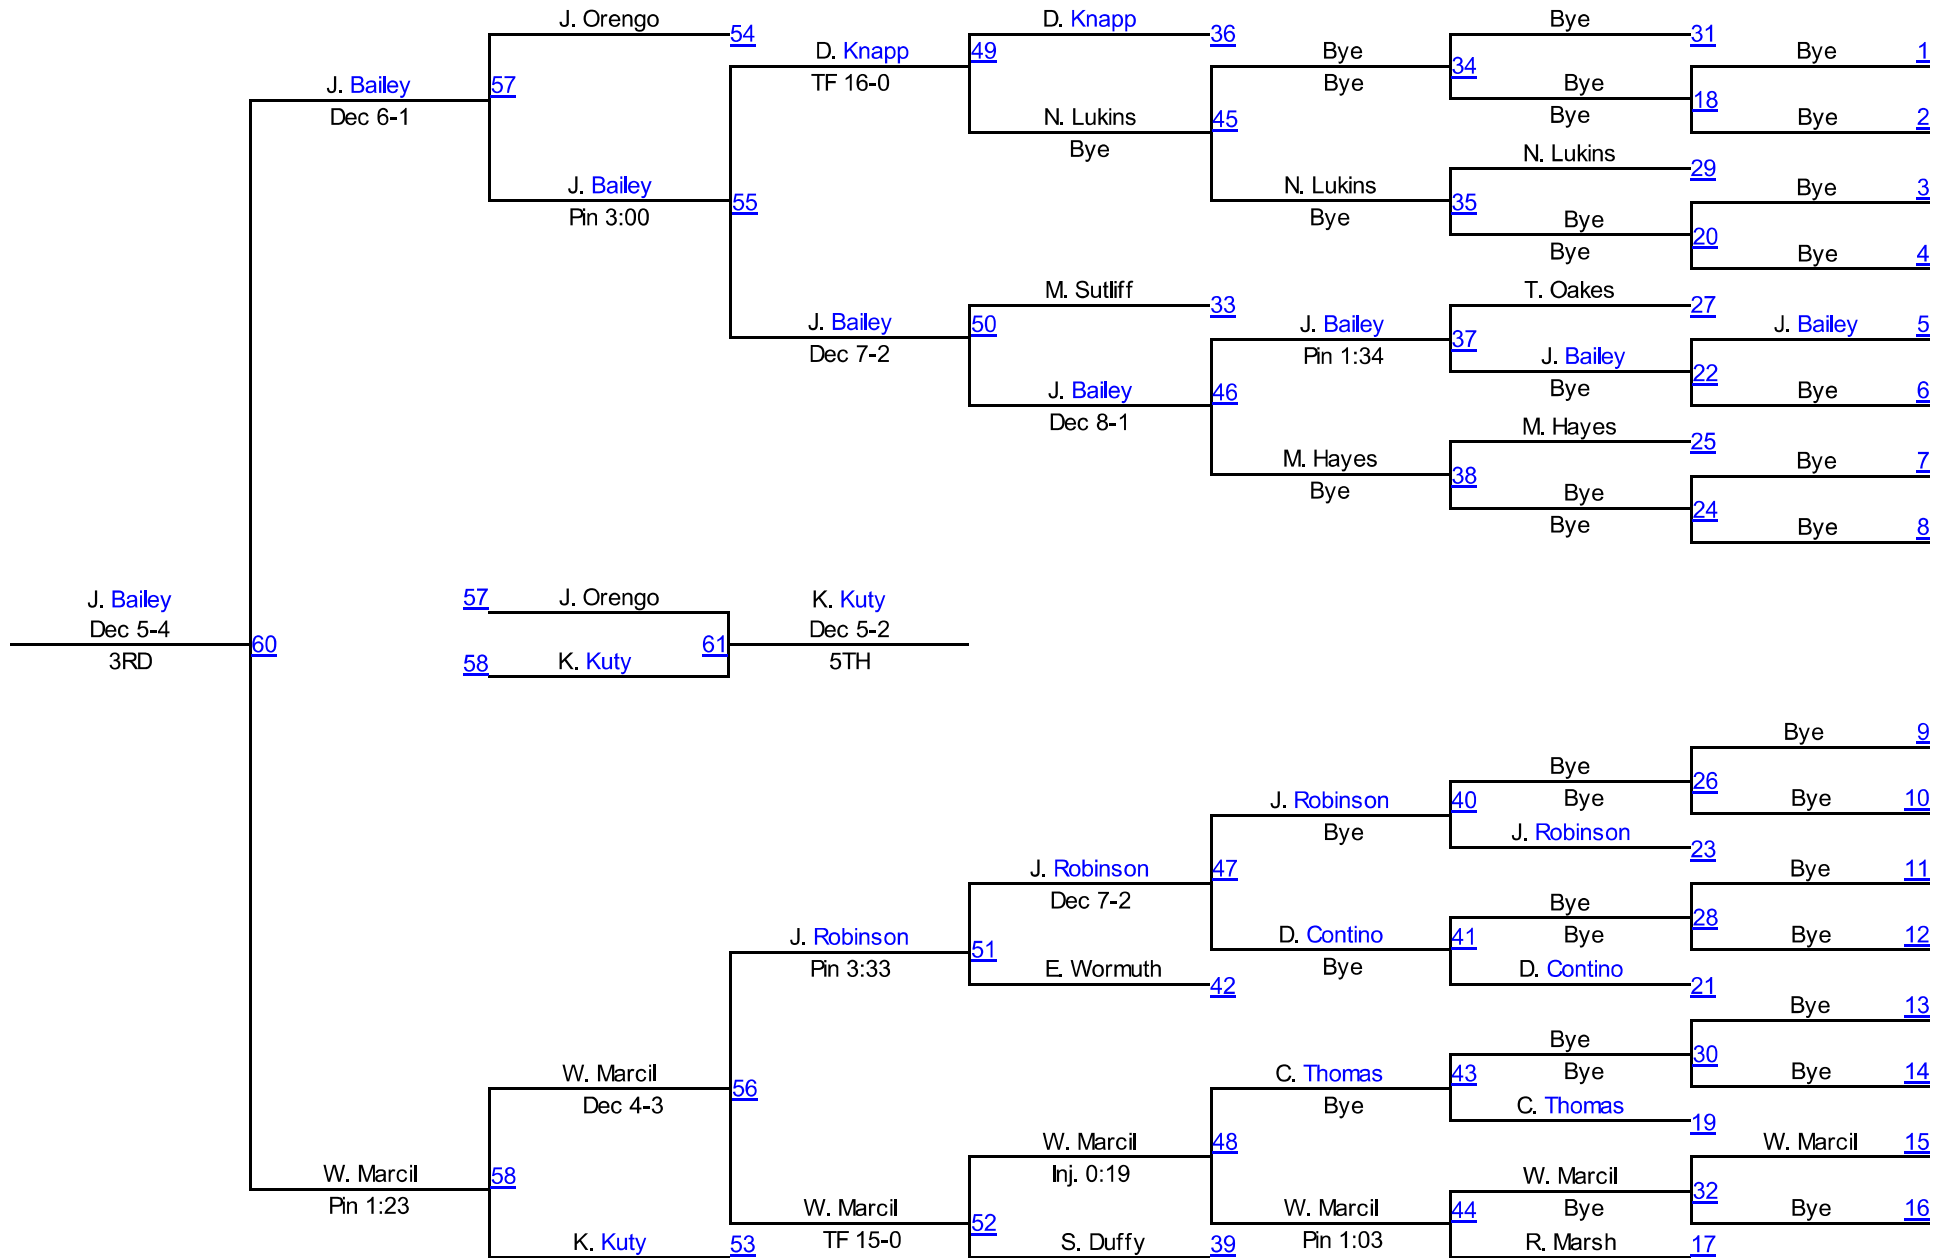 J. Orengo
54
D. Knapp
36
Bye
31
D. Knapp
49
TF 16-0
Bye
34
Bye
Bye
1
J. Bailey
57
Dec 6-1
Bye
18
Bye
Bye
2
N. Lukins
45
Bye
N. Lukins
29
J. Bailey
55
Pin 3:00
N. Lukins
35
Bye
Bye
3
Bye
20
Bye
Bye
4
M. Sutliff
33
T. Oakes
27
J. Bailey
50
Dec 7-2
J. Bailey
37
Pin 1:34
J. Bailey
5
J. Bailey
22
Bye
Bye
6
J. Bailey
46
Dec 8-1
M. Hayes
25
M. Hayes
38
Bye
Bye
7
Bye
24
Bye
Bye
8
J. Bailey
Dec 5-4
60
3RD
57
J. Orengo
61
58
K. Kuty
K. Kuty
Dec 5-2
5TH
Bye
9
Bye
26
Bye
Bye
10
J. Robinson
40
Bye
J. Robinson
23
J. Robinson
47
Dec 7-2
Bye
11
Bye
28
Bye
Bye
12
J. Robinson
51
Pin 3:33
D. Contino
41
Bye
E. Wormuth
42
D. Contino
21
Bye
13
Bye
30
Bye
Bye
14
W. Marcil
56
Dec 4-3
C. Thomas
43
Bye
C. Thomas
19
W. Marcil
48
Inj. 0:19
W. Marcil
15
W. Marcil
58
Pin 1:23
W. Marcil
32
Bye
Bye
16
W. Marcil
52
TF 15-0
W. Marcil
44
Pin 1:03
K. Kuty
53
S. Duffy
39
R. Marsh
17